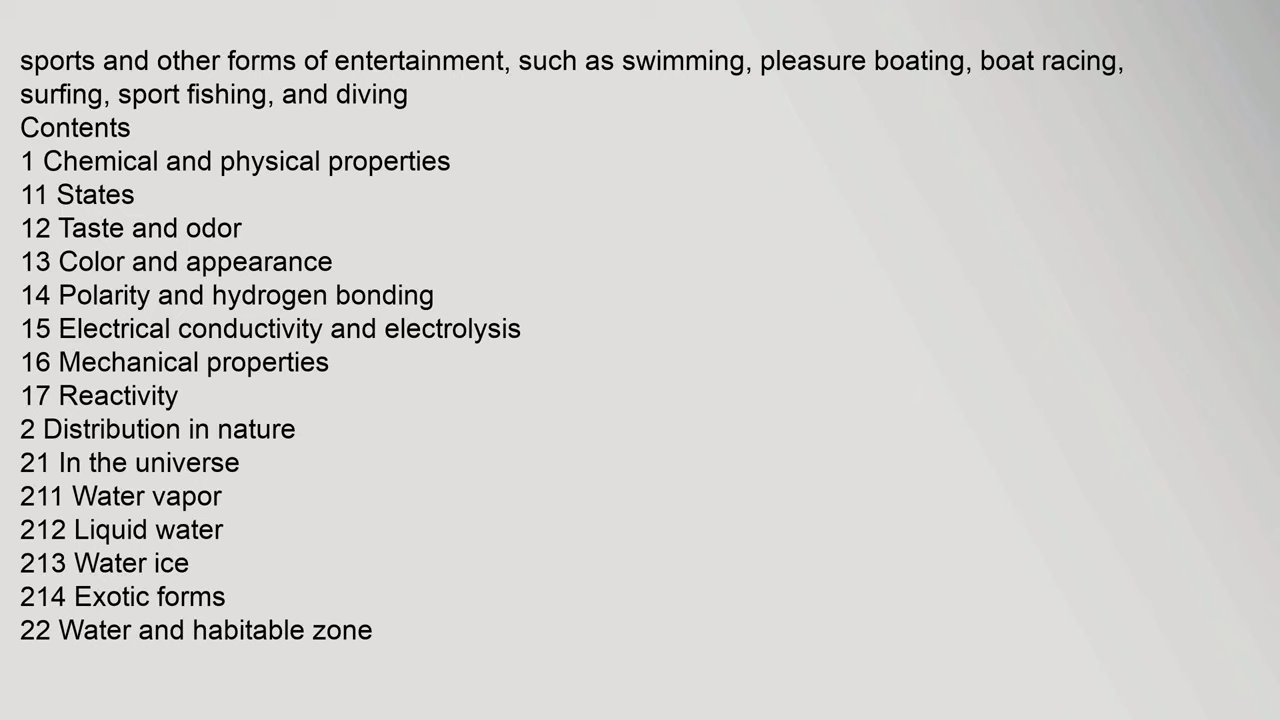 sports and other forms of entertainment, such as swimming, pleasure boating, boat racing,
surfing, sport fishing, and diving
Contents
1 Chemical and physical properties
11 States
12 Taste and odor
13 Color and appearance
14 Polarity and hydrogen bonding
15 Electrical conductivity and electrolysis
16 Mechanical properties
17 Reactivity
2 Distribution in nature
21 In the universe
211 Water vapor
212 Liquid water
213 Water ice
214 Exotic forms
22 Water and habitable zone